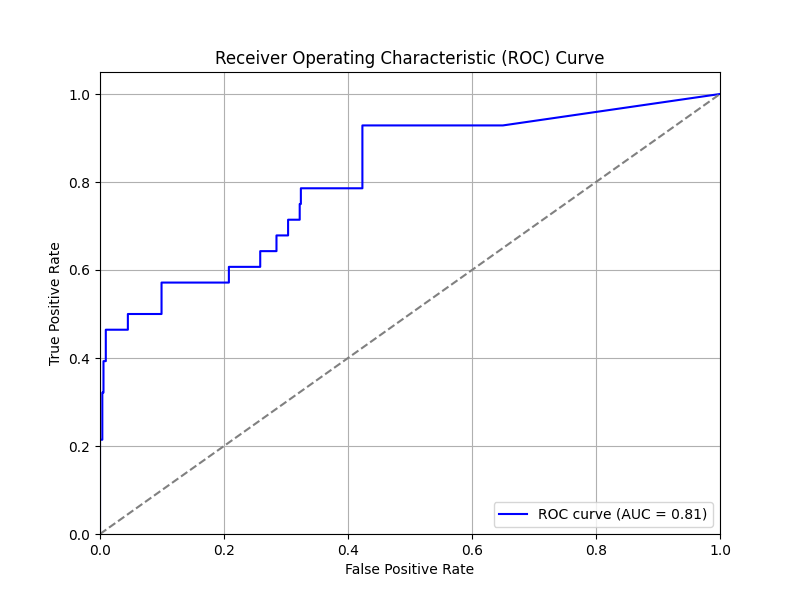 Receiver Operating Characteristic (ROC) Curve
1.0
0.8
0.6
0.4
0.2
0.0
True Positive Rate
ROC curve (AUC = 0.81)
0.0 0.2 0.4 0.6 0.8 1.0
False Positive Rate